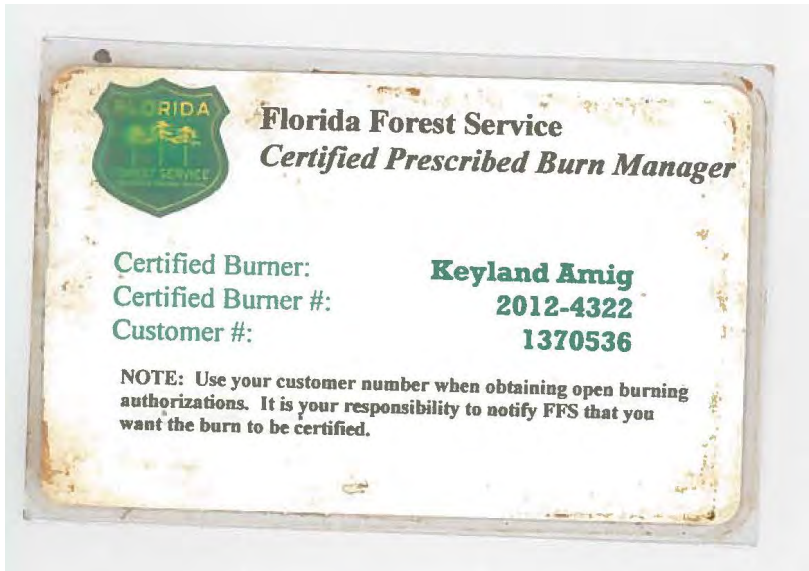 FLORIDA
FOREST SERVICE
Florida Forest Service
Certified Prescribed Burn Manager
Certified Burner: Keyland Amig
Certified Burner #: 2012-4322
Customer #: 1370536
NOTE: Use your customer number when obtaining open burning
authorizations. It is your responsibility to notify FFS that you
want the burn to be certified.